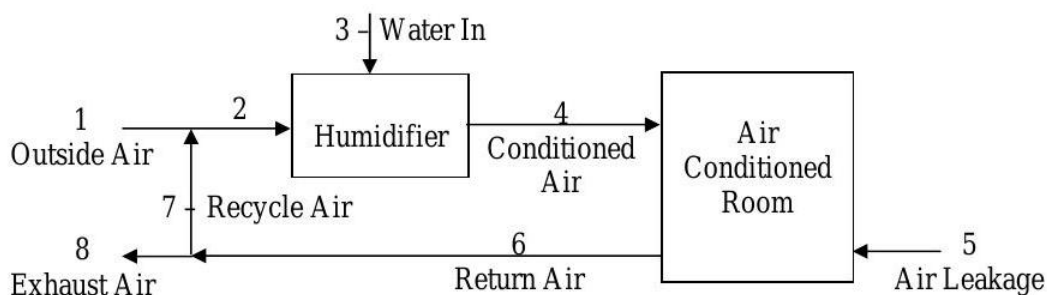 3 – Water In
1
Outside Air
2
Humidifier
4
Conditioned
Air
Air
Conditioned
Room
7 – Recycle Air
8
Exhaust Air
6
Return Air
5
Air Leakage